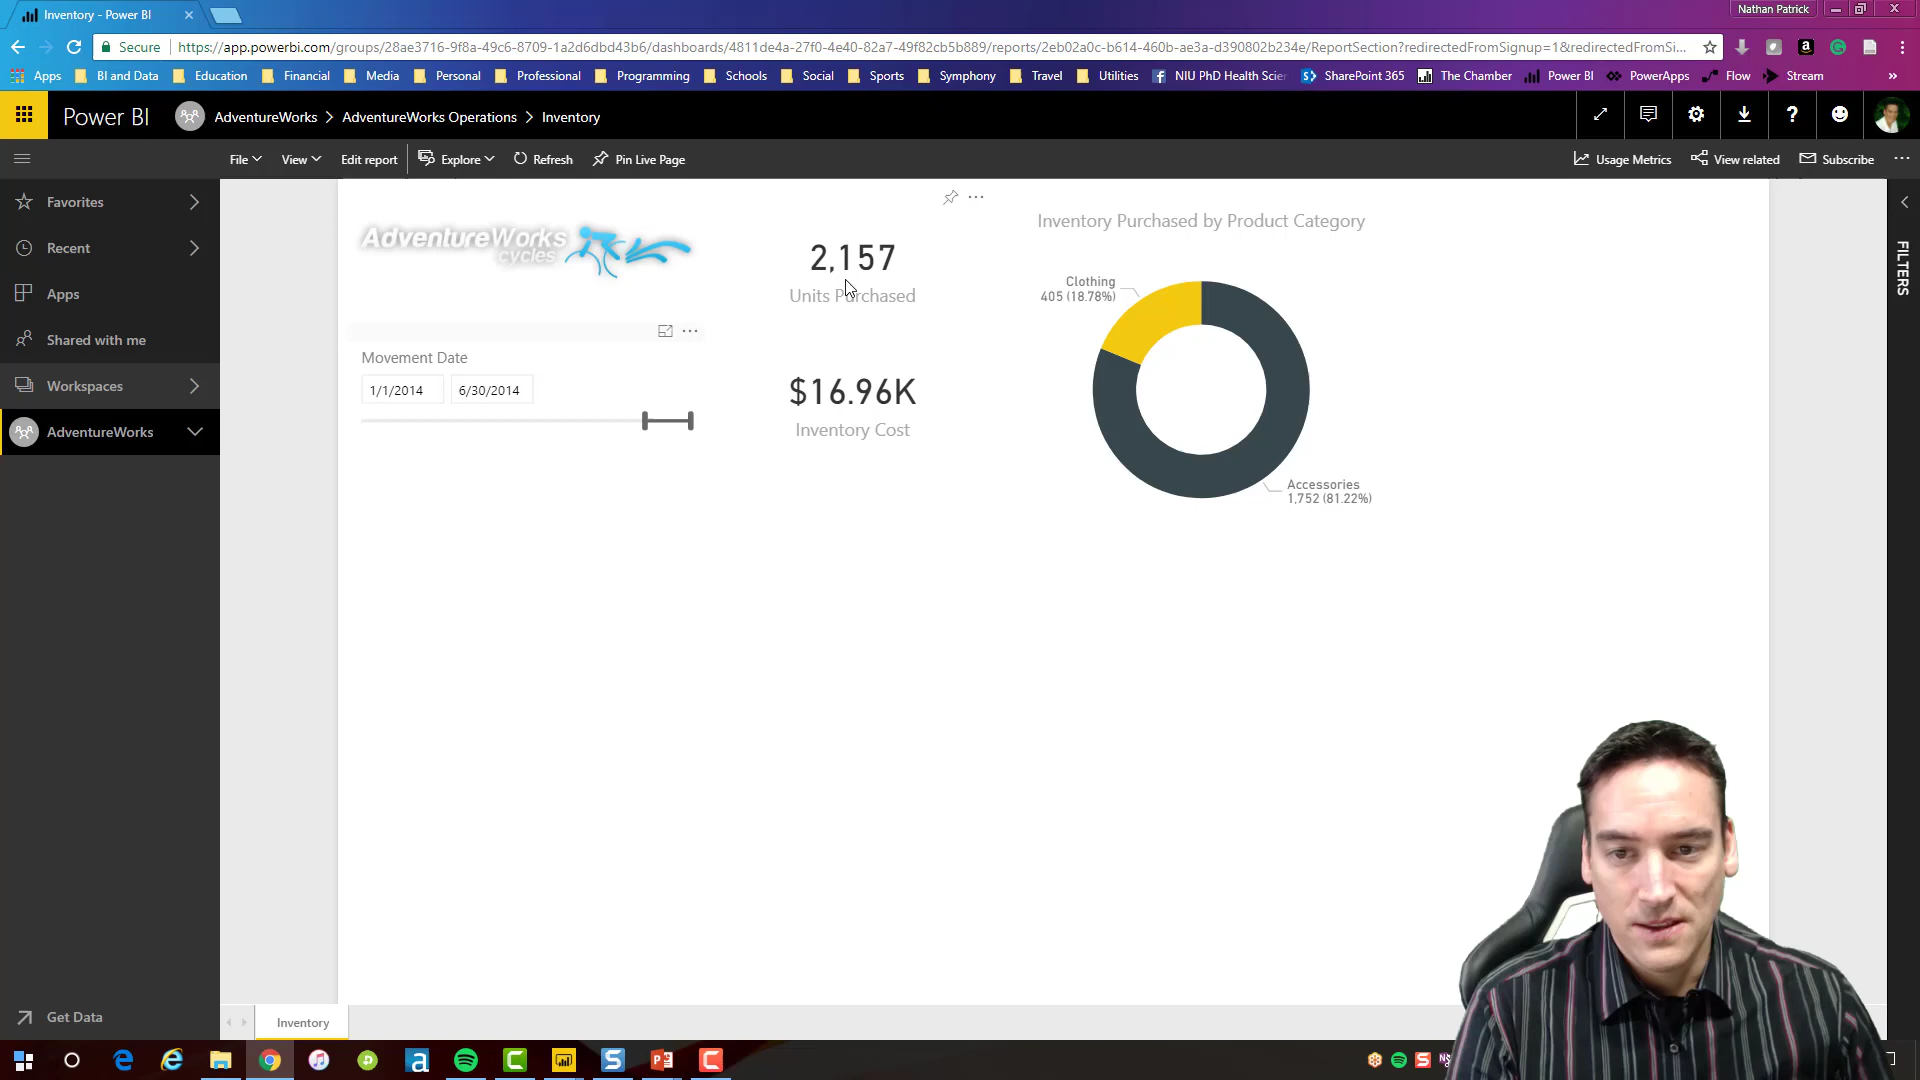 Inventory - Power BI
Nathan Patrick
Secure
https://app.powerbi.com/groups/28ae3716-9f8a-49c6-8709-1a2d6dbd43b6/dashboards/4811de4a-27f0-4e40-82a7-49f82cb5b889/reports/2eb02a0c-b614-460b-ae3a-d390802b234e/ReportSection?redirectedFromSignup=1&redirectedFromSi...
Apps BI and Data Education Financial Media Personal Professional Programming Schools Social Sports Symphony Travel Utilities NIU PhD Health Scien SharePoint 365 The Chamber Power BI PowerApps Flow Stream
Power BI AdventureWorks > AdventureWorks Operations > Inventory
File View Edit report Explore Refresh Pin Live Page Usage Metrics View related Subscribe
Favorites
Recent
Apps
Shared with me
Workspaces
AdventureWorks
Get Data
AdventureWorks
cycles
Movement Date
1/1/2014 6/30/2014
2,157
Units Purchased
$16.96K
Inventory Cost
Inventory Purchased by Product Category
Clothing
405 (18.78%)
Accessories
1,752 (81.22%)
FILTERS
Inventory